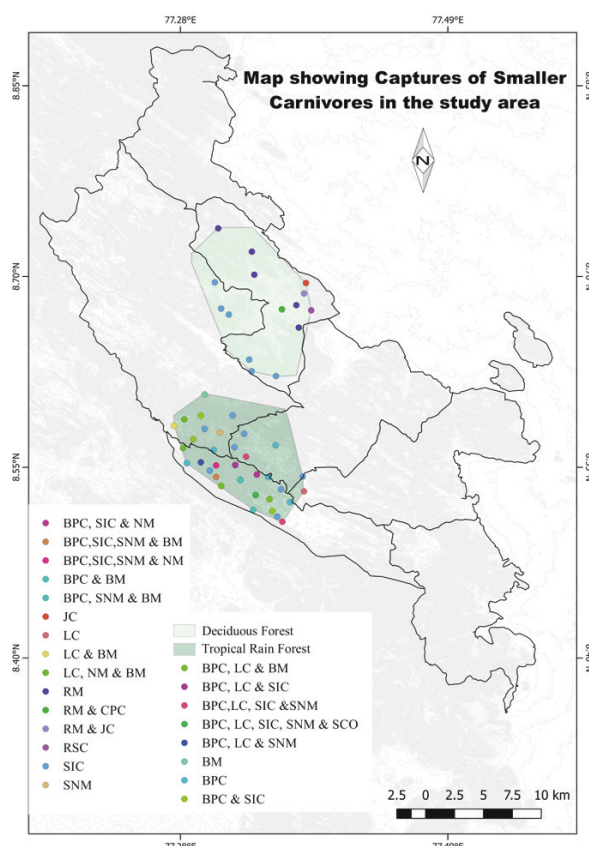 77.28°E 77.49°E
Map showing Captures of Smaller
Carnivores in the study area
N
8.85°N
8.70°N 8.70°N
8.55°N
8.40°N
BPC, SIC & NM
BPC,SIC,SNM & BM
BPC,SIC,SNM & NM
BPC & BM
BPC, SNM & BM
JC
LC
LC & BM
LC, NM & BM
RM
RM & CPC
RM & JC
RSC
SIC
SNM
Deciduous Forest
Tropical Rain Forest
BPC, LC & BM
BPC, LC & SIC
BPC,LC, SIC &SNM
BPC, LC, SIC, SNM & SCO
BPC, LC & SNM
BM
BPC
BPC & SIC
2.5 0 2.5 5 7.5 10 km